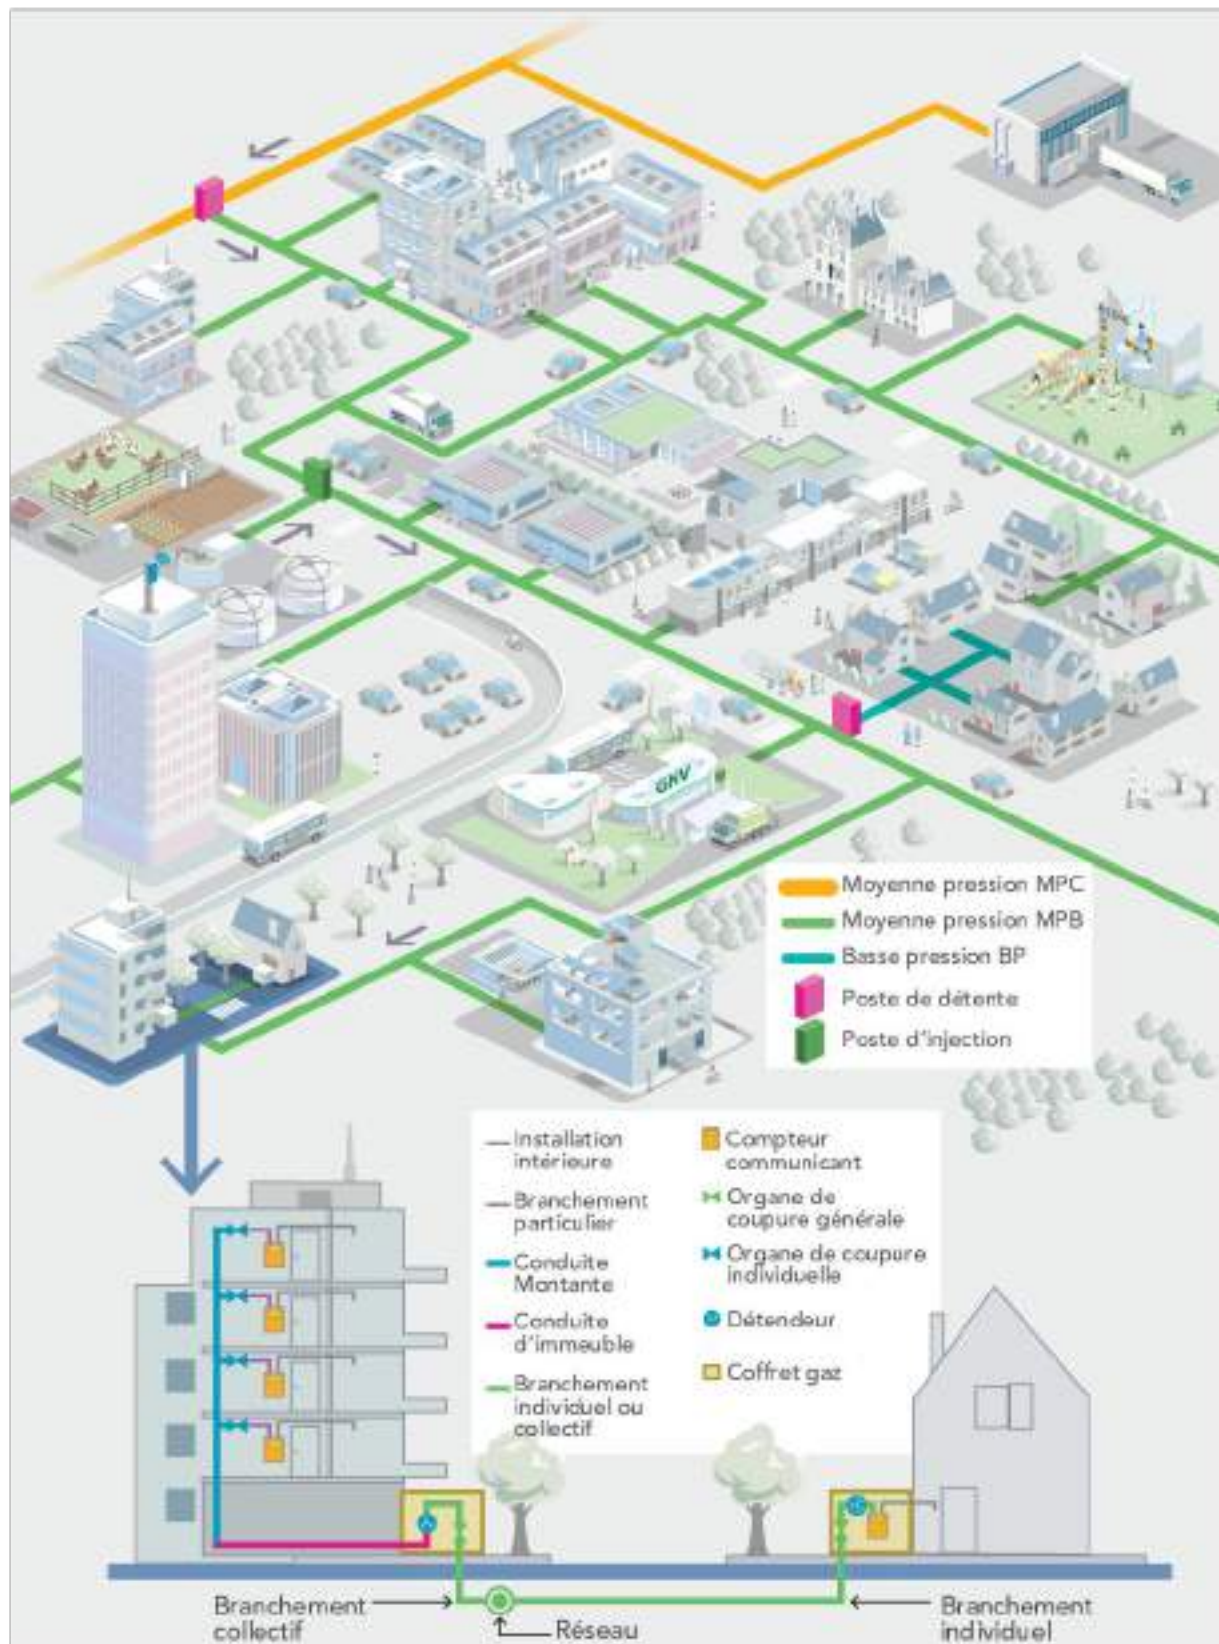 GNV
Moyenne pression MPC
Moyenne pression MPB
Basse pression BP
Poste de détente
Poste d'injection
Installation
intérieure
Branchement
particulier
Conduite
Montante
Conduite
d'immeuble
Branchement
individuel ou
collectif
Compteur
communicant
Organe de
coupure générale
Organe de coupure
individuelle
Détendeur
Coffret gaz
Branchement
collectif
Réseau
Branchement
individuel